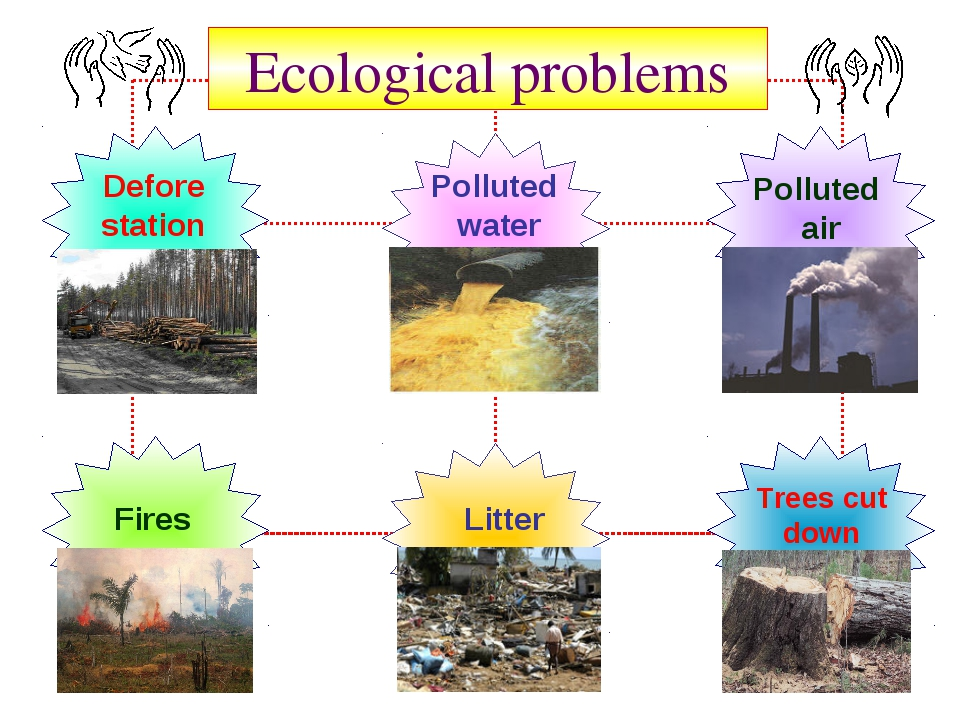 Ecological problems
Defore
station
Polluted
water
Polluted
air
Fires
Litter
Trees cut
down